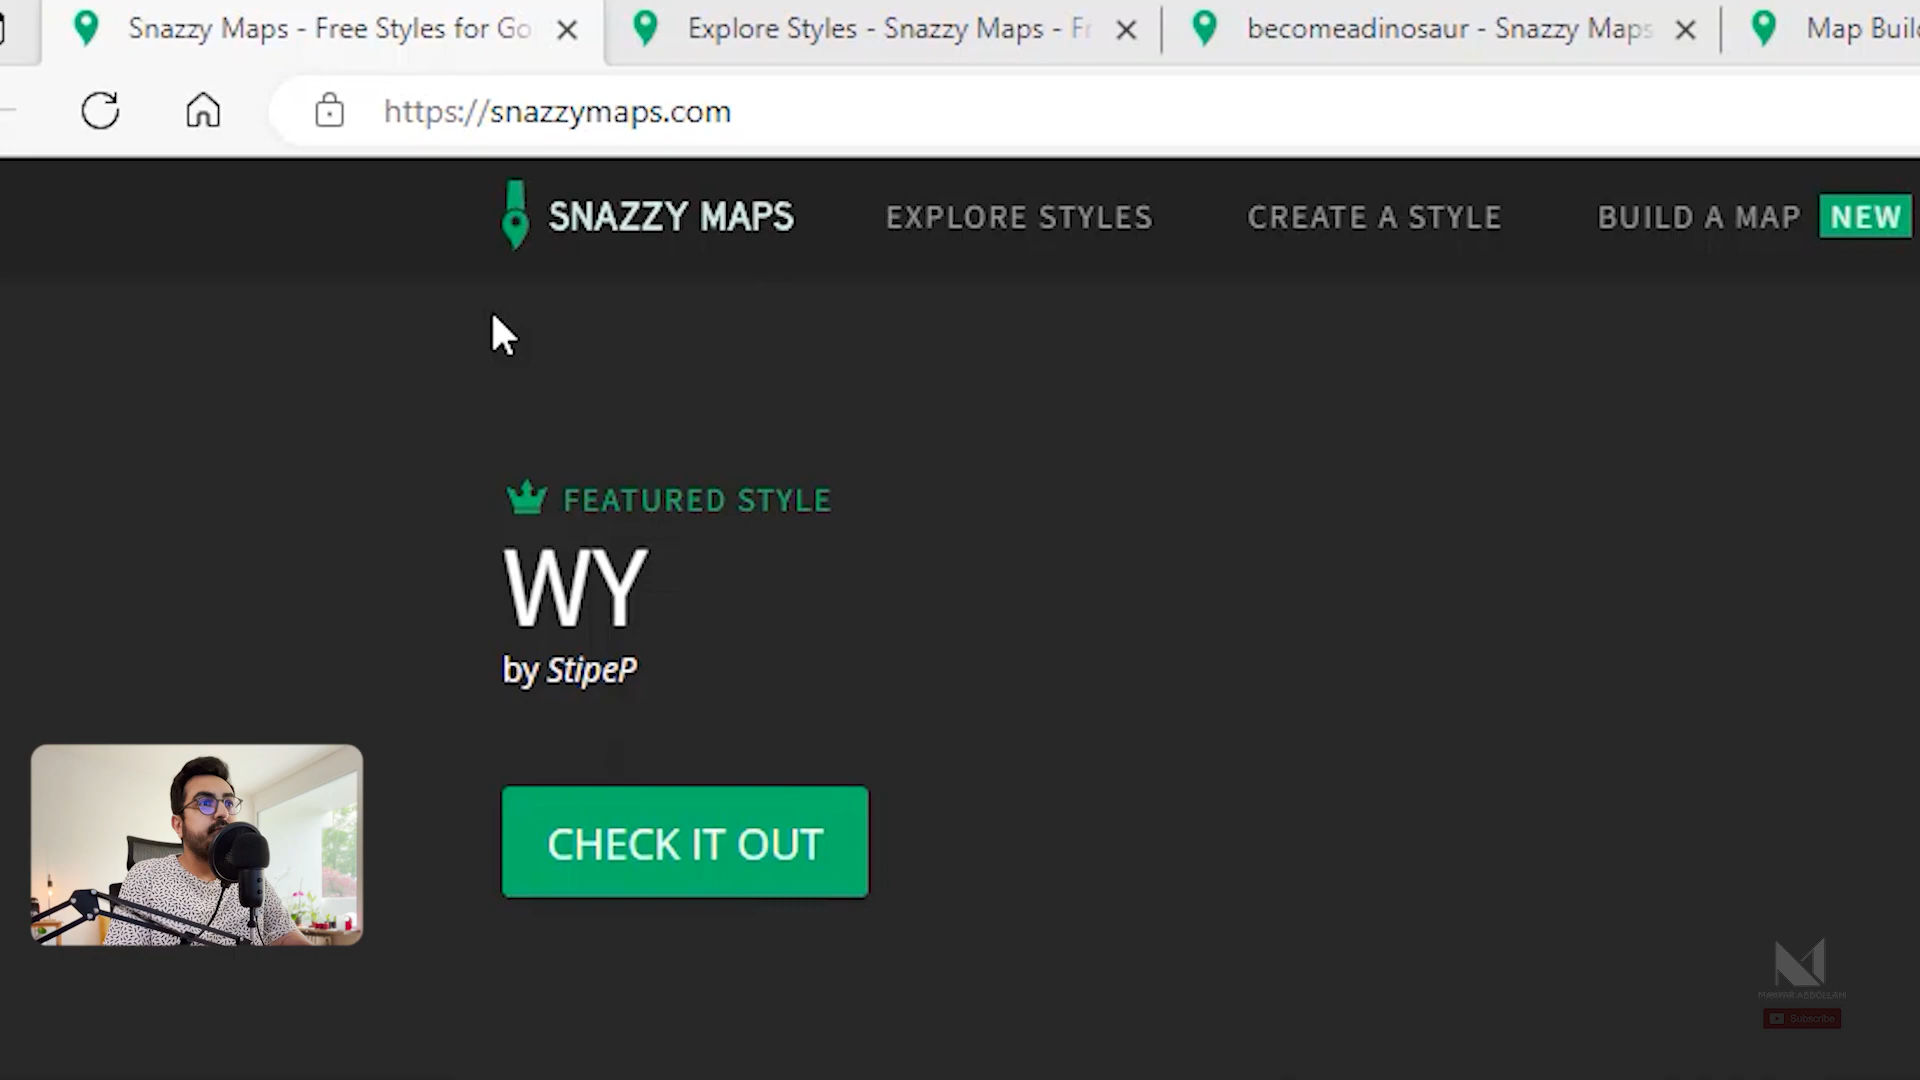 Snazzy Maps - Free Styles for Go
Explore Styles - Snazzy Maps - Fr
becomeadinosaur - Snazzy Maps
Map Buil
https://snazzymaps.com
SNAZZY MAPS
EXPLORE STYLES
CREATE A STYLE
BUILD A MAP
NEW
FEATURED STYLE
WY
by StipeP
CHECK IT OUT
Subscribe